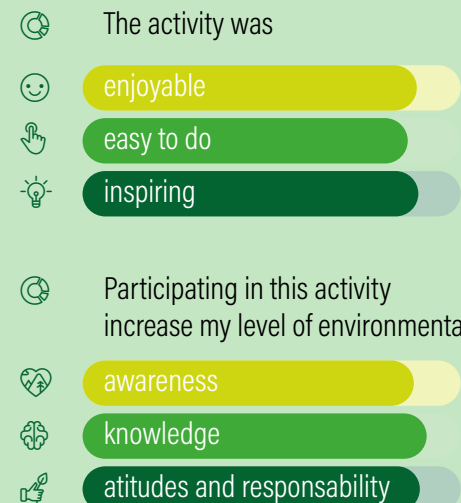 The activity was
enjoyable
easy to do
inspiring
Participating in this activity
increase my level of environmenta
awareness
knowledge
atitudes and responsability